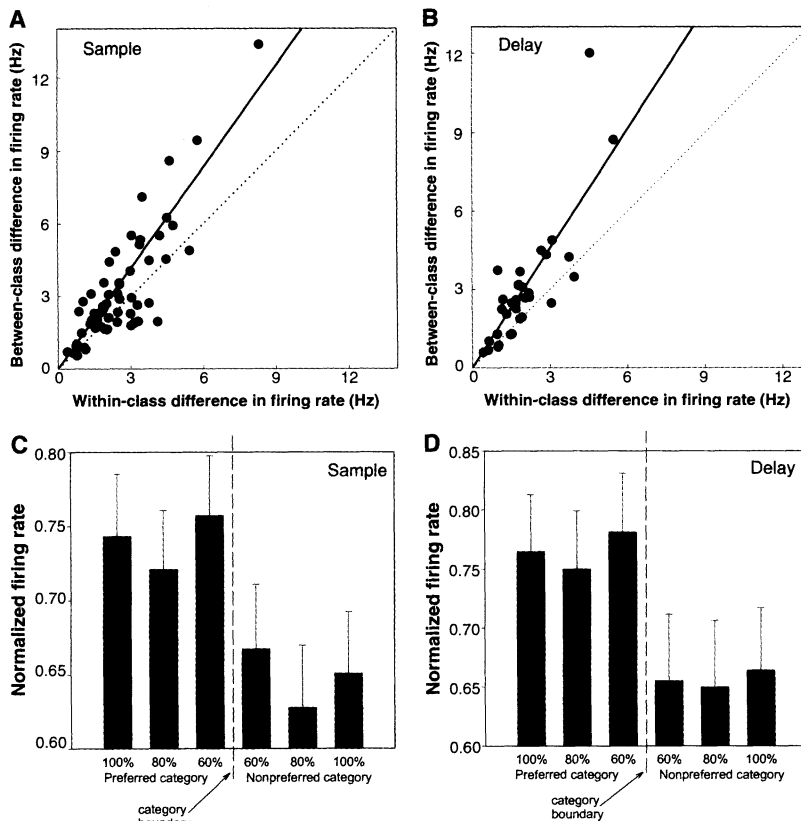 A
Sample
Between-class difference in firing rate (Hz)
12
9
6
3
0
0 3 6 9 12
Within-class difference in firing rate (Hz)
B
Delay
Between-class difference in firing rate (Hz)
12
9
6
3
0
0 3 6 9 12
Within-class difference in firing rate (Hz)
C
Sample
Normalized firing rate
0.80
0.75
0.70
0.65
0.60
100% 80% 60% 60% 80% 100%
Preferred category Nonpreferred category
category
D
Delay
Normalized firing rate
0.85
0.80
0.75
0.70
0.65
0.60
100% 80% 60% 60% 80% 100%
Preferred category Nonpreferred category
category
boundary